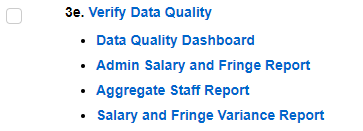 3e. Verify Data Quality
• Data Quality Dashboard
• Admin Salary and Fringe Report
• Aggregate Staff Report
• Salary and Fringe Variance Report